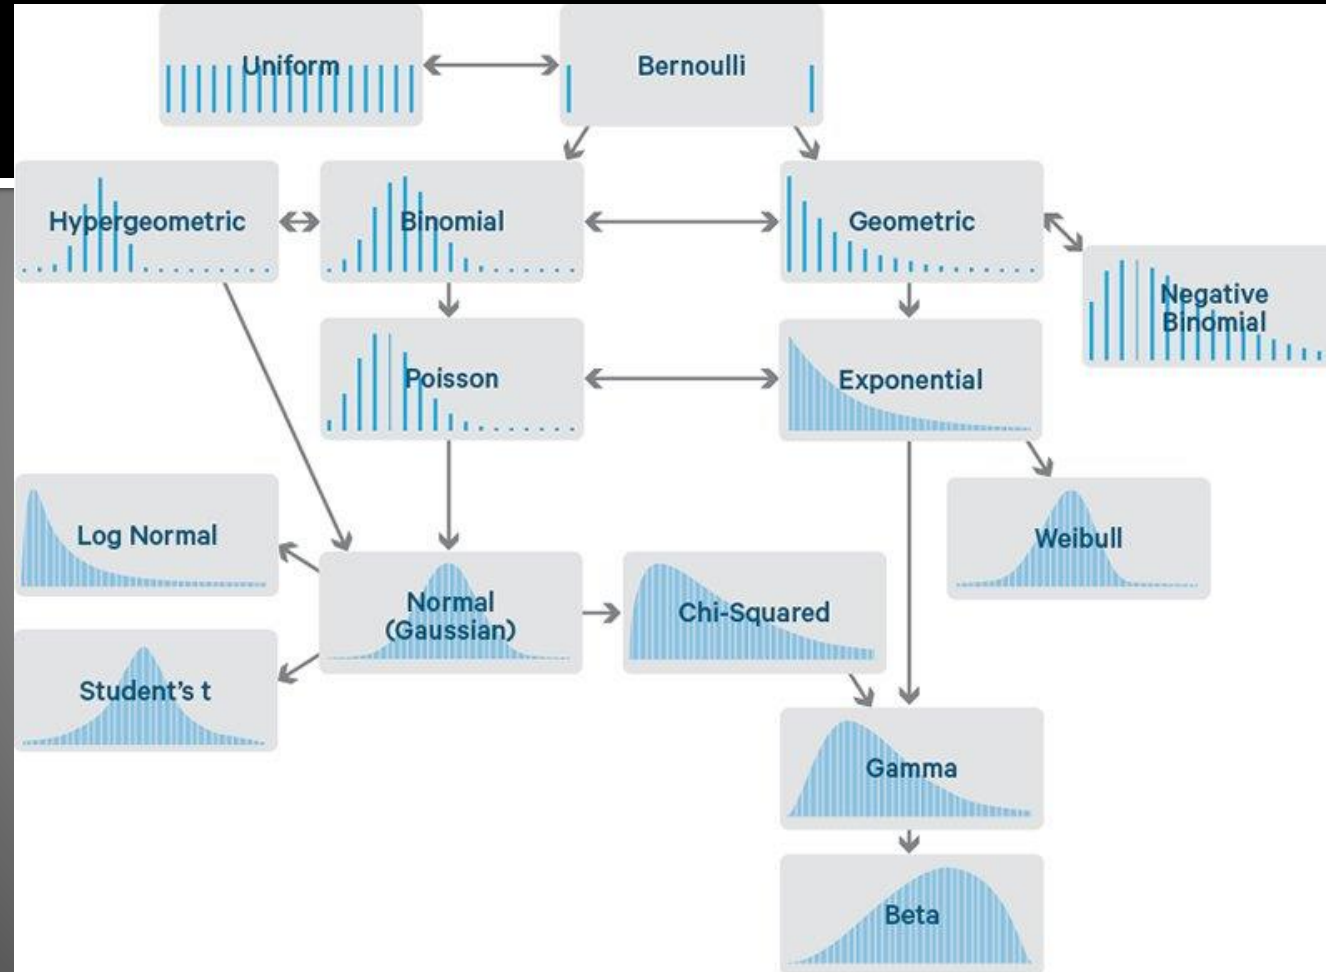 Uniform
Bernoulli
Hypergeometric
Binomial
Geometric
Negative
Binomial
Poisson
Exponential
Log Normal
Weibull
Normal
(Gaussian)
Chi-Squared
Student's t
Gamma
Beta